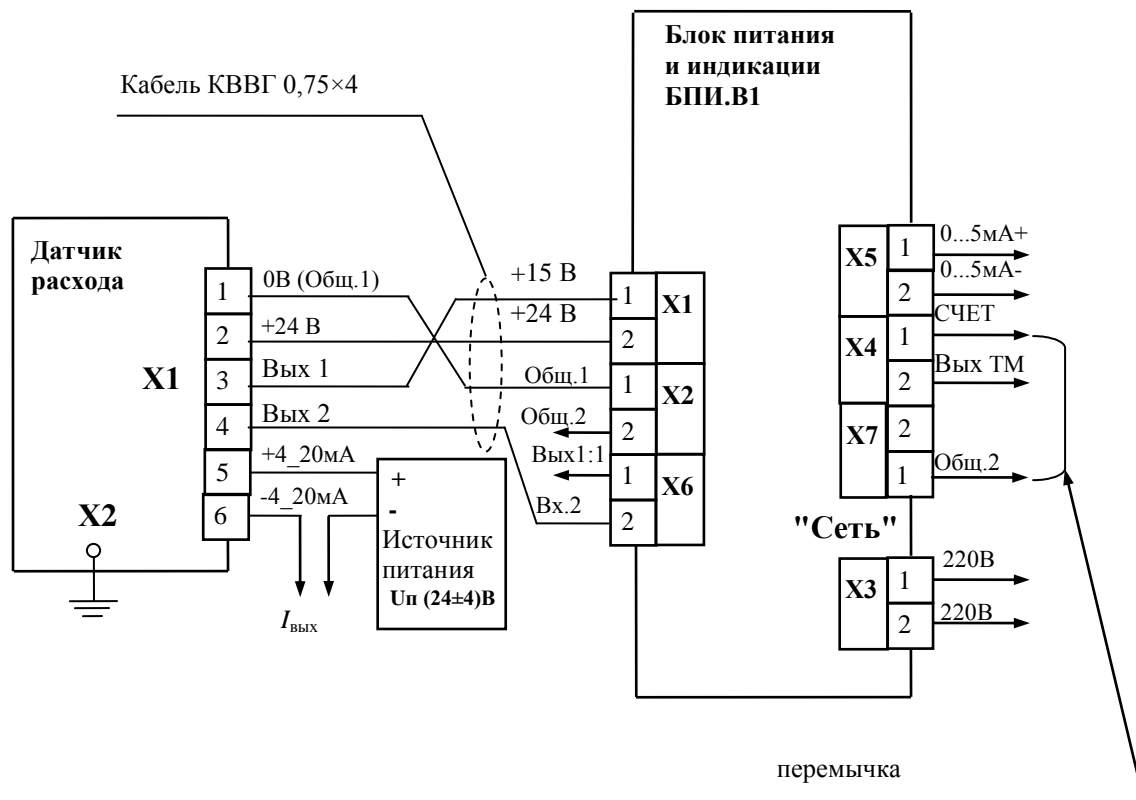 Блок питания
и индикации
БПИ.В1
Кабель КВВГ 0,75×4
Датчик
расхода
X1
X2
1
2
3
4
5
6
0В (Общ.1)
+24 В
Вых 1
Вых 2
+4_20мА
-4_20мА
+15 В
+24 В
Общ.1
Общ.2
Вых1:1
Вх.2
+
-
Источник
питания
Uп (24±4)В
Iвых
1
2
X1
1
2
X2
1
2
X6
X5
1
2
0...5мА+
0...5мА-
X4
1
2
СЧЕТ
Вых ТМ
X7
2
1
Общ.2
"Сеть"
X3
1
2
220В
220В
перемычка